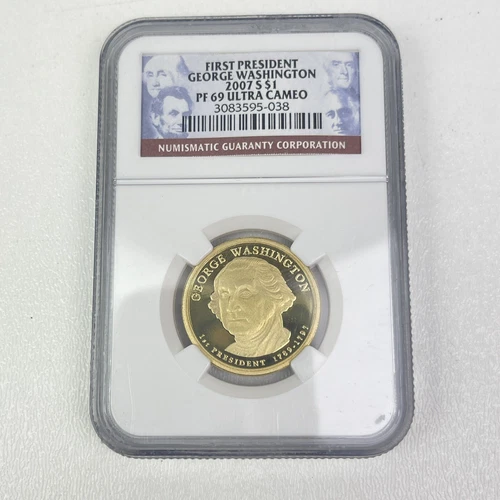 FIRST PRESIDENT
GEORGE WASHINGTON
2007 S $1
PF 69 ULTRA CAMEO
3083595-038
NUMISMATIC GUARANTY CORPORATION
GEORGE WASHINGTON
1st PRESIDENT 1789-1797